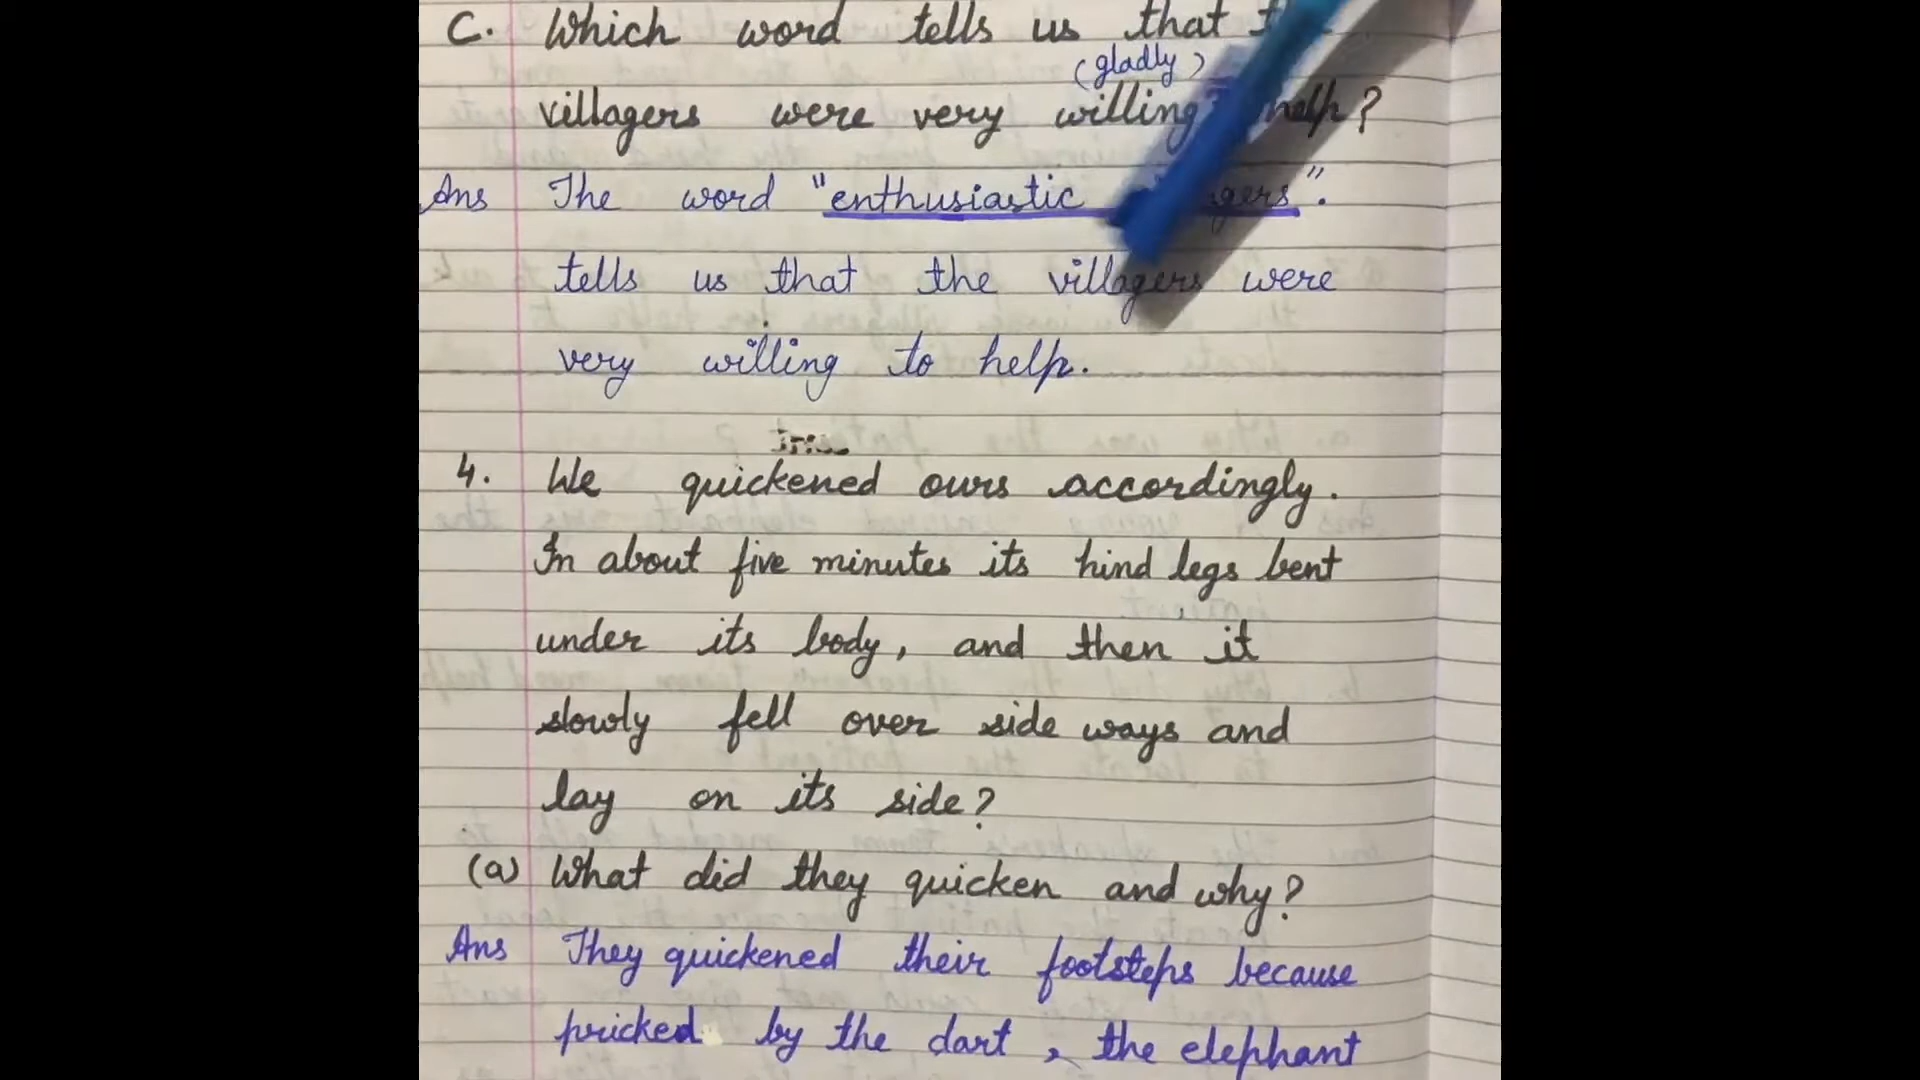 C. Which word tells us that
(gladly)
villagers were very willing help?
Ans The word "enthusiastic
tells us that the villagers were
very willing to help.
4. We quickened ours accordingly.
In about five minutes its hind legs bent
under its body, and then it
slowly fell over side ways and
lay on its side?
(a) What did they quicken and why?
Ans They quickened their footsteps because
pricked by the dart, the elephant